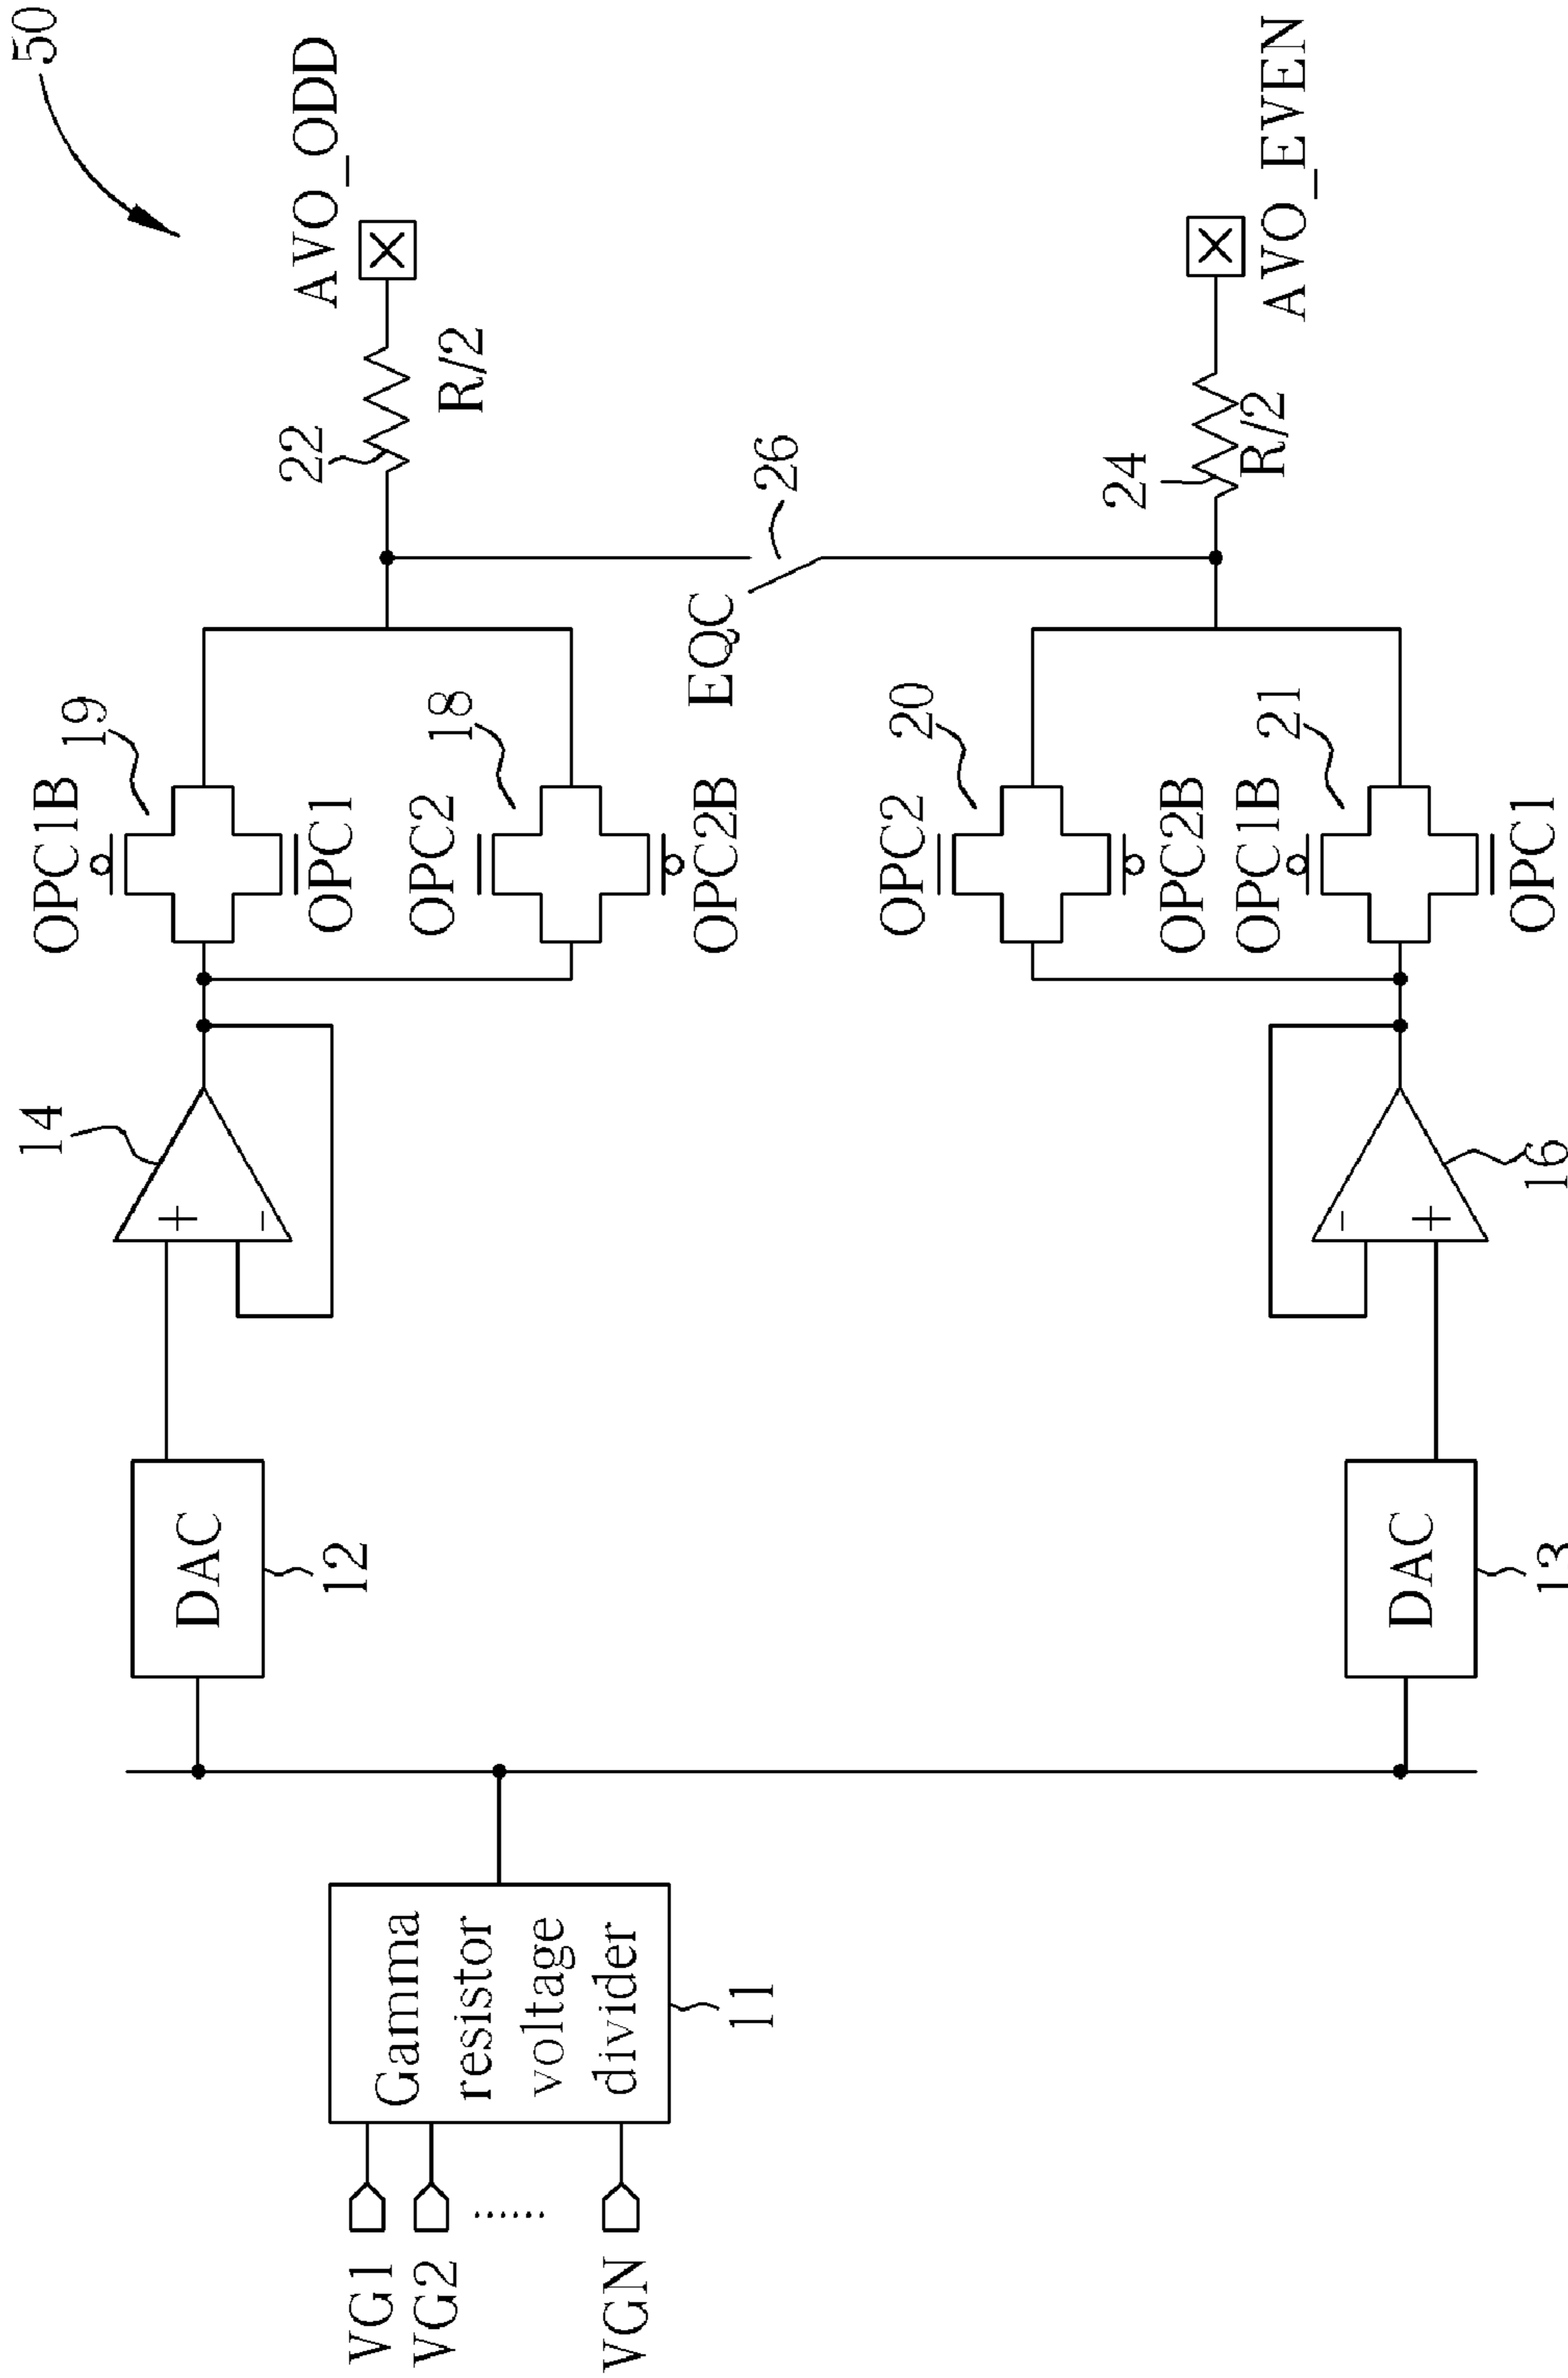 50
AVO_ODD
22
R/2
19
OPC1B
OPC1
18
OPC2
OPC2B
14
+
-
DAC
12
EQC
26
AVO_EVEN
24
R/2
20
OPC2
OPC2B
21
OPC1B
OPC1
16
-
+
DAC
13
Gamma
resistor
voltage
divider
11
VG1
VG2
......
VGN